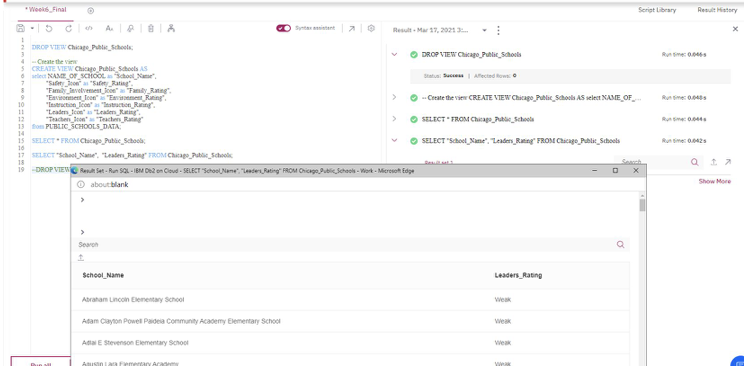 * Week6_Final
Script Library
Result History
Syntax assistant
Result - Mar 17, 2021 3:...
1
2 DROP VIEW Chicago_Public_Schools;
3
4 -- Create the view
5 CREATE VIEW Chicago_Public_Schools AS
6 select NAME_OF_SCHOOL as "School_Name",
7 "Safety_Icon" as "Safety_Rating",
8 "Family_Involvement_Icon" as "Family_Rating",
9 "Environment_Icon" as "Environment_Rating",
10 "Instruction_Icon" as "Instruction_Rating",
11 "Leaders_Icon" as "Leaders_Rating",
12 "Teachers_Icon" as "Teachers_Rating"
13 from PUBLIC_SCHOOLS_DATA;
14
15 SELECT * FROM Chicago_Public_Schools;
16
17 SELECT "School_Name", "Leaders_Rating" FROM Chicago_Public_Schools;
18
19 --DROP VIEW
DROP VIEW Chicago_Public_Schools
Run time: 0.046 s
Status: Success | Affected Rows: 0
-- Create the view CREATE VIEW Chicago_Public_Schools AS select NAME_OF_...
Run time: 0.048 s
SELECT * FROM Chicago_Public_Schools
Run time: 0.044 s
SELECT "School_Name", "Leaders_Rating" FROM Chicago_Public_Schools
Run time: 0.042 s
Result set 1
Search
Show More
Result Set - Run SQL - IBM Db2 on Cloud - SELECT "School_Name", "Leaders_Rating" FROM Chicago_Public_Schools - Work - Microsoft Edge
about:blank
Search
School_Name
Leaders_Rating
Abraham Lincoln Elementary School
Weak
Adam Clayton Powell Paideia Community Academy Elementary School
Weak
Adlai E Stevenson Elementary School
Weak
Agustin Lara Elementary Academy
Weak
Run all